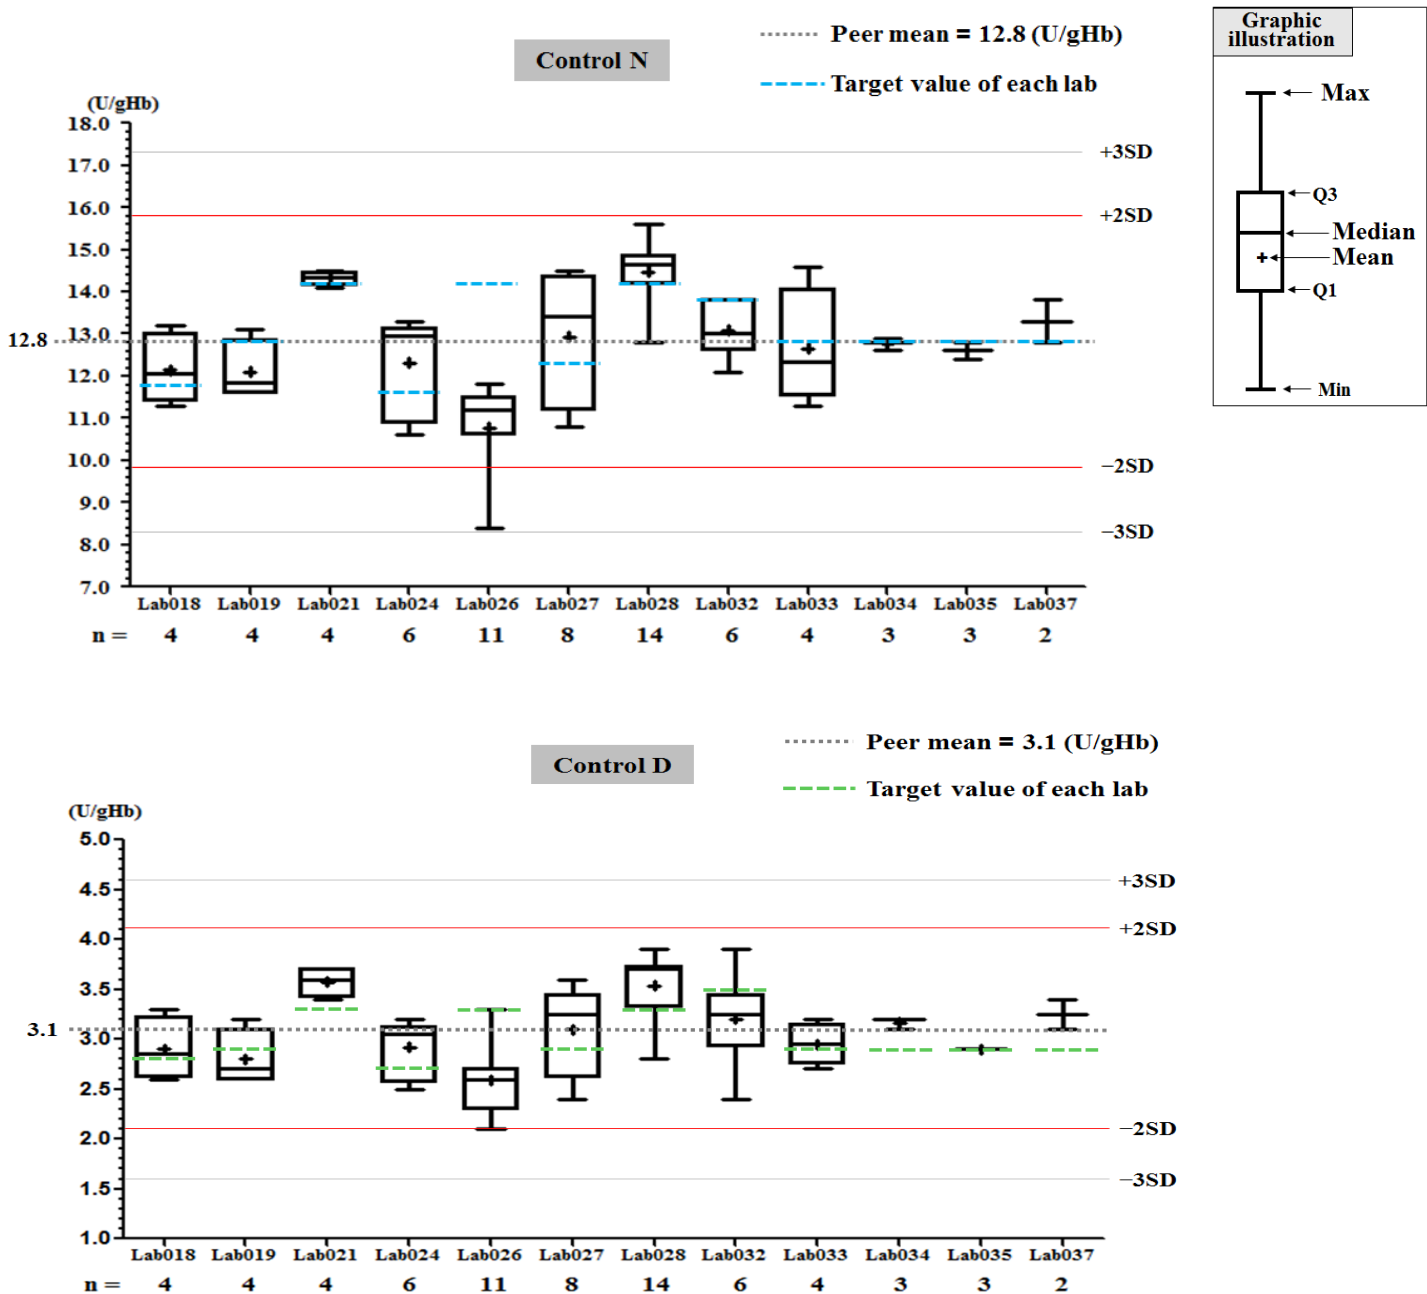 Control N
Peer mean = 12.8 (U/gHb)
Target value of each lab
(U/gHb)
18.0
17.0
16.0
15.0
14.0
13.0
12.0
11.0
10.0
9.0
8.0
7.0
12.8
+3SD
+2SD
−2SD
−3SD
Lab018 Lab019 Lab021 Lab024 Lab026 Lab027 Lab028 Lab032 Lab033 Lab034 Lab035 Lab037
n = 4 4 4 6 11 8 14 6 4 3 3 2
Graphic
illustration
Max
Q3
Median
Mean
Q1
Min
Control D
Peer mean = 3.1 (U/gHb)
Target value of each lab
(U/gHb)
5.0
4.5
4.0
3.5
3.0
2.5
2.0
1.5
1.0
3.1
+3SD
+2SD
−2SD
−3SD
Lab018 Lab019 Lab021 Lab024 Lab026 Lab027 Lab028 Lab032 Lab033 Lab034 Lab035 Lab037
n = 4 4 4 6 11 8 14 6 4 3 3 2